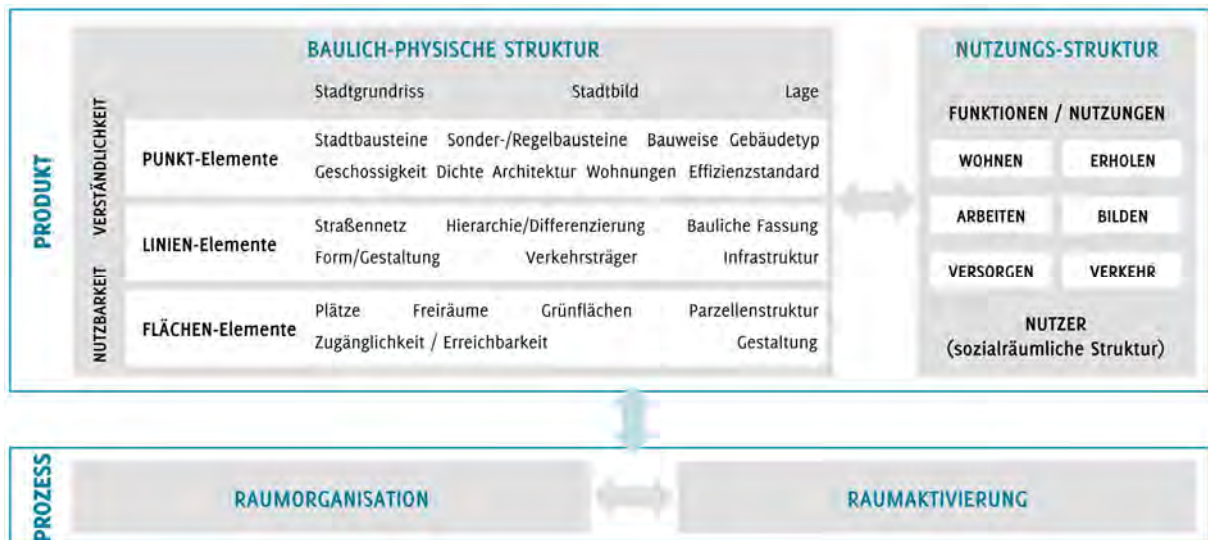 PRODUKT
VERSTÄNDLICHKEIT
NUTZBARKEIT
BAULICH-PHYSISCHE STRUKTUR
Stadtgrundriss Stadtbild Lage
PUNKT-Elemente
Stadtbausteine Sonder-/Regelbausteine Bauweise Gebäudetyp
Geschossigkeit Dichte Architektur Wohnungen Effizienzstandard
LINIEN-Elemente
Straßennetz Hierarchie/Differenzierung Bauliche Fassung
Form/Gestaltung Verkehrsträger Infrastruktur
FLÄCHEN-Elemente
Plätze Freiräume Grünflächen Parzellenstruktur
Zugänglichkeit / Erreichbarkeit Gestaltung
NUTZUNGS-STRUKTUR
FUNKTIONEN / NUTZUNGEN
WOHNEN ERHOLEN
ARBEITEN BILDEN
VERSORGEN VERKEHR
NUTZER
(sozialräumliche Struktur)
PROZESS
RAUMORGANISATION
RAUMAKTIVIERUNG